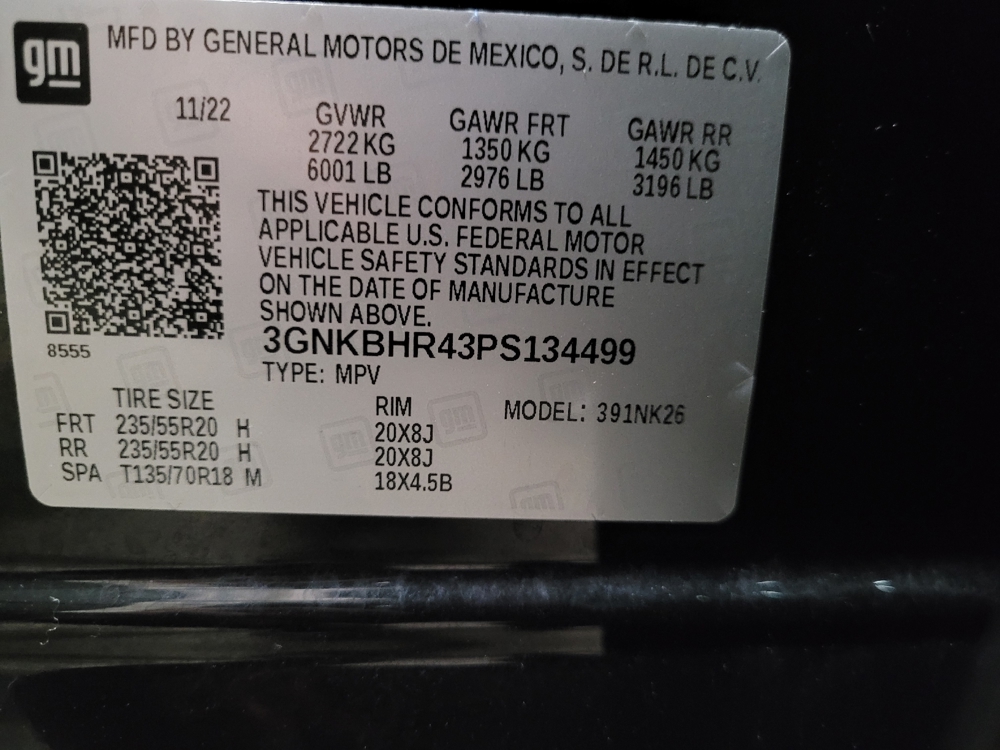 gm
MFD BY GENERAL MOTORS DE MEXICO, S. DE R.L. DE C.V.
11/22 GVWR GAWR FRT GAWR RR
2722 KG 1350 KG 1450 KG
6001 LB 2976 LB 3196 LB
THIS VEHICLE CONFORMS TO ALL
APPLICABLE U.S. FEDERAL MOTOR
VEHICLE SAFETY STANDARDS IN EFFECT
ON THE DATE OF MANUFACTURE
SHOWN ABOVE.
8555
3GNKBHR43PS134499
TYPE: MPV
TIRE SIZE RIM MODEL: 391NK26
FRT 235/55R20 H 20X8J
RR 235/55R20 H 20X8J
SPA T135/70R18 M 18X4.5B